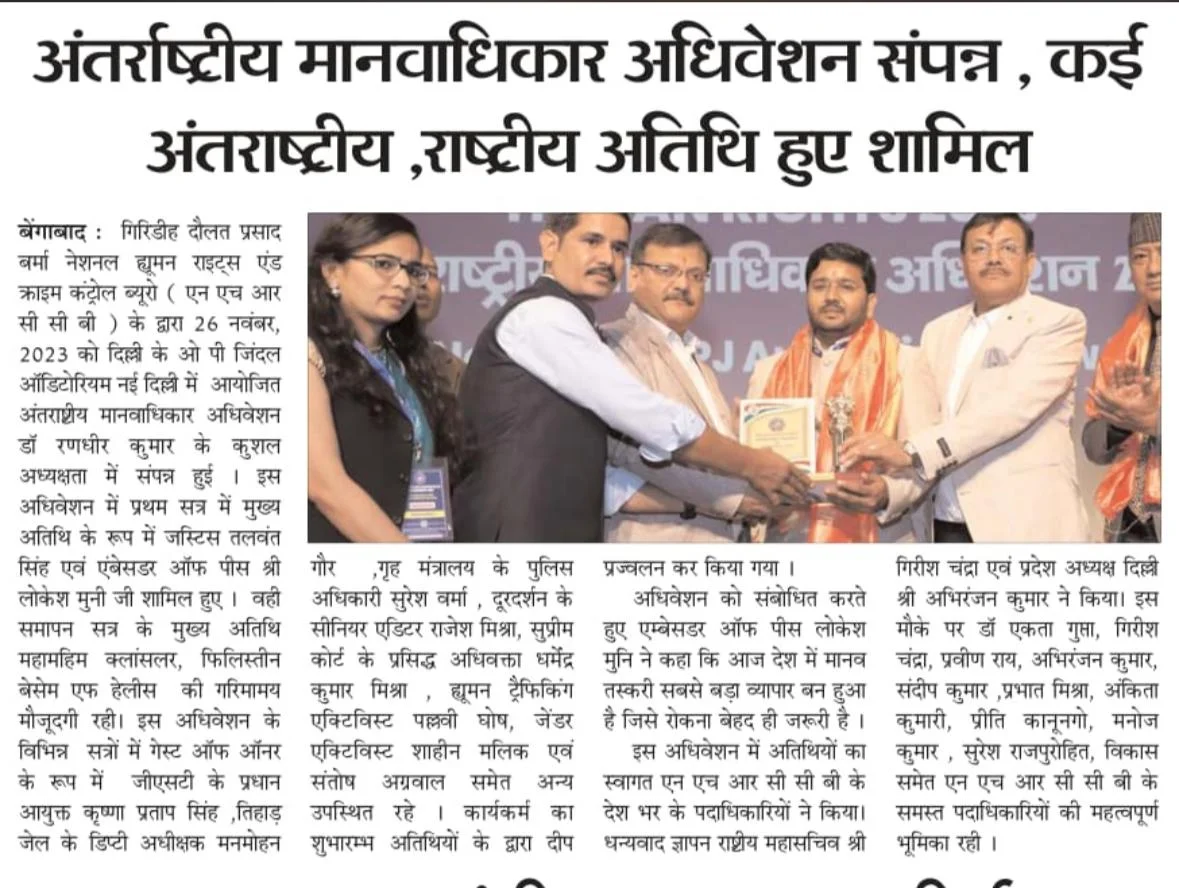 अंतर्राष्ट्रीय मानवाधिकार अधिवेशन संपन्न , कई
अंतराष्ट्रीय ,राष्ट्रीय अतिथि हुए शामिल
बेंगाबाद : गिरिडीह दौलत प्रसाद
बर्मा नेशनल ह्यूमन राइट्स एंड
क्राइम कंट्रोल ब्यूरो ( एन एच आर
सी सी बी ) के द्वारा 26 नवंबर,
2023 को दिल्ली के ओ पी जिंदल
ऑडिटोरियम नई दिल्ली में आयोजित
अंतराष्ट्रीय मानवाधिकार अधिवेशन
डॉ रणधीर कुमार के कुशल
अध्यक्षता में संपन्न हुई । इस
अधिवेशन में प्रथम सत्र में मुख्य
अतिथि के रूप में जस्टिस तलवंत
सिंह एवं एंबेसडर ऑफ पीस श्री
लोकेश मुनी जी शामिल हुए । वही
समापन सत्र के मुख्य अतिथि
महामहिम क्लांसलर, फिलिस्तीन
बेसेम एफ हेलीस की गरिमामय
मौजूदगी रही। इस अधिवेशन के
विभिन्न सत्रों में गेस्ट ऑफ ऑनर
के रूप में जीएसटी के प्रधान
आयुक्त कृष्णा प्रताप सिंह ,तिहाड़
जेल के डिप्टी अधीक्षक मनमोहन
गौर ,गृह मंत्रालय के पुलिस
अधिकारी सुरेश वर्मा , दूरदर्शन के
सीनियर एडिटर राजेश मिश्रा, सुप्रीम
कोर्ट के प्रसिद्ध अधिवक्ता धर्मेंद्र
कुमार मिश्रा , ह्यूमन ट्रैफिकिंग
एक्टिविस्ट पल्लवी घोष, जेंडर
एक्टिविस्ट शाहीन मलिक एवं
संतोष अग्रवाल समेत अन्य
उपस्थित रहे । कार्यकर्म का
शुभारम्भ अतिथियों के द्वारा दीप
प्रज्वलन कर किया गया ।
अधिवेशन को संबोधित करते
हुए एम्बेसडर ऑफ पीस लोकेश
मुनि ने कहा कि आज देश में मानव
तस्करी सबसे बड़ा व्यापार बन हुआ
है जिसे रोकना बेहद ही जरूरी है ।
इस अधिवेशन में अतिथियों का
स्वागत एन एच आर सी सी बी के
देश भर के पदाधिकारियों ने किया।
धन्यवाद ज्ञापन राष्ट्रीय महासचिव श्री
गिरीश चंद्रा एवं प्रदेश अध्यक्ष दिल्ली
श्री अभिरंजन कुमार ने किया। इस
मौके पर डॉ एकता गुप्ता, गिरीश
चंद्रा, प्रवीण राय, अभिरंजन कुमार,
संदीप कुमार ,प्रभात मिश्रा, अंकिता
कुमारी, प्रीति कानूनगो, मनोज
कुमार , सुरेश राजपुरोहित, विकास
समेत एन एच आर सी सी बी के
समस्त पदाधिकारियों की महत्वपूर्ण
भूमिका रही ।